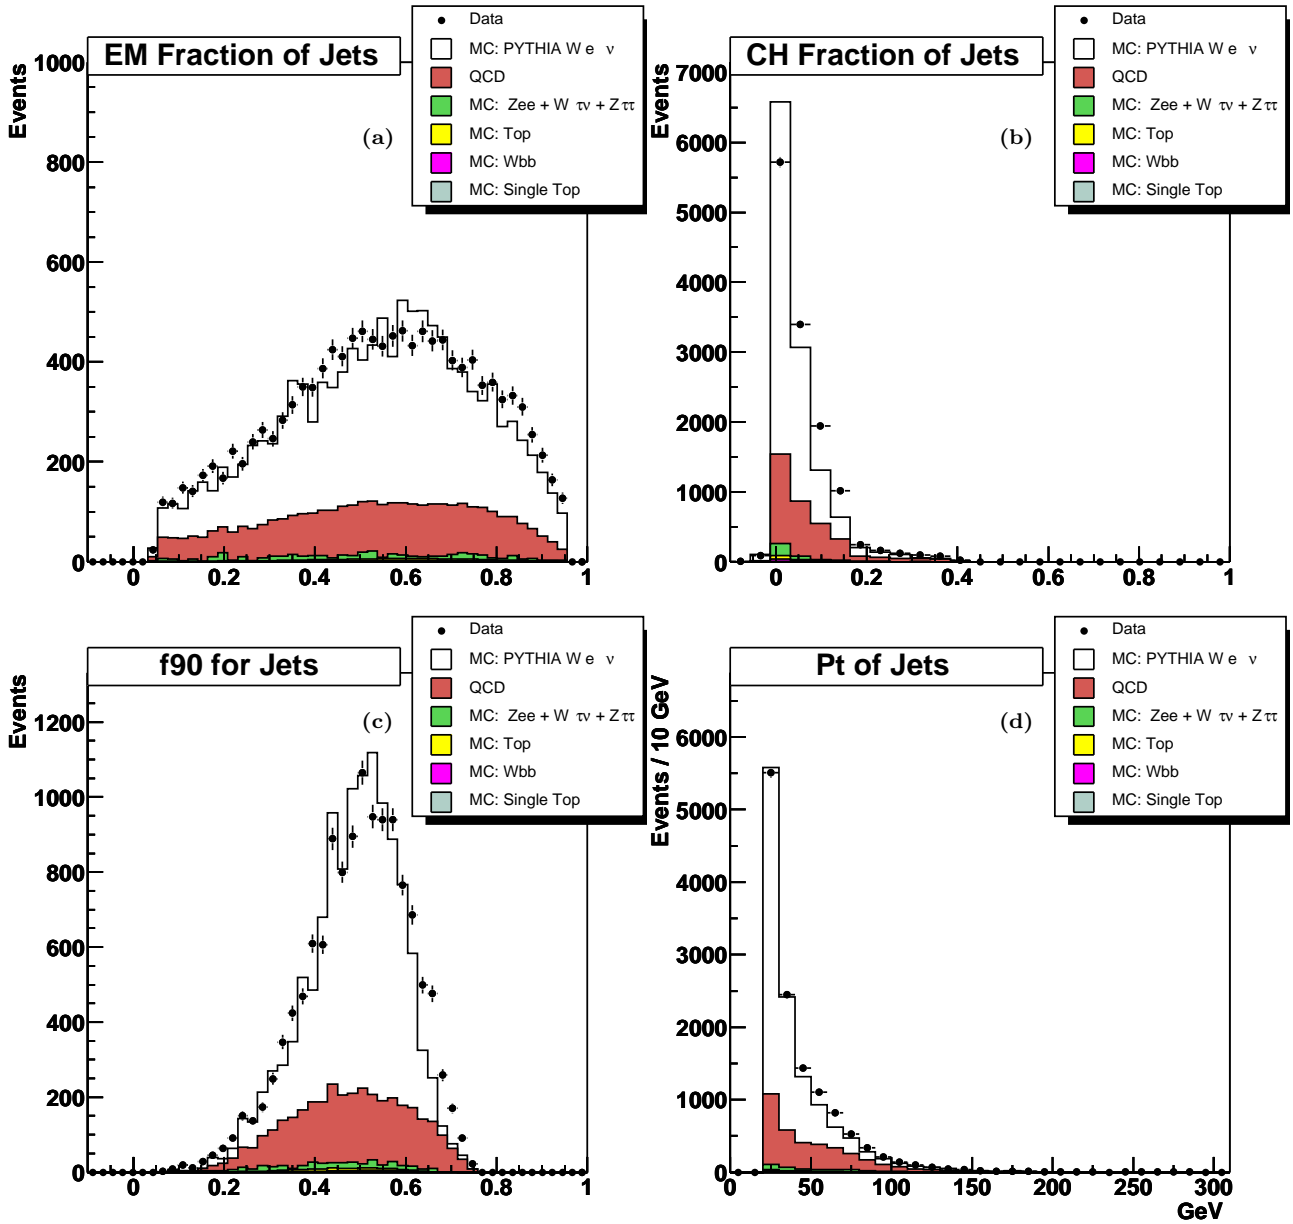 EM Fraction of Jets
Data
MC: PYTHIA W e ν
QCD
MC: Zee + W τν + Z ττ
MC: Top
MC: Wbb
MC: Single Top
(a)
Events
1000
800
600
400
200
0
0 0.2 0.4 0.6 0.8 1
CH Fraction of Jets
Data
MC: PYTHIA W e ν
QCD
MC: Zee + W τν + Z ττ
MC: Top
MC: Wbb
MC: Single Top
(b)
Events
7000
6000
5000
4000
3000
2000
1000
0
0 0.2 0.4 0.6 0.8 1
f90 for Jets
Data
MC: PYTHIA W e ν
QCD
MC: Zee + W τν + Z ττ
MC: Top
MC: Wbb
MC: Single Top
(c)
Events
1200
1000
800
600
400
200
0
0 0.2 0.4 0.6 0.8 1
Pt of Jets
Data
MC: PYTHIA W e ν
QCD
MC: Zee + W τν + Z ττ
MC: Top
MC: Wbb
MC: Single Top
(d)
Events / 10 GeV
6000
5000
4000
3000
2000
1000
0
0 50 100 150 200 250 300
GeV